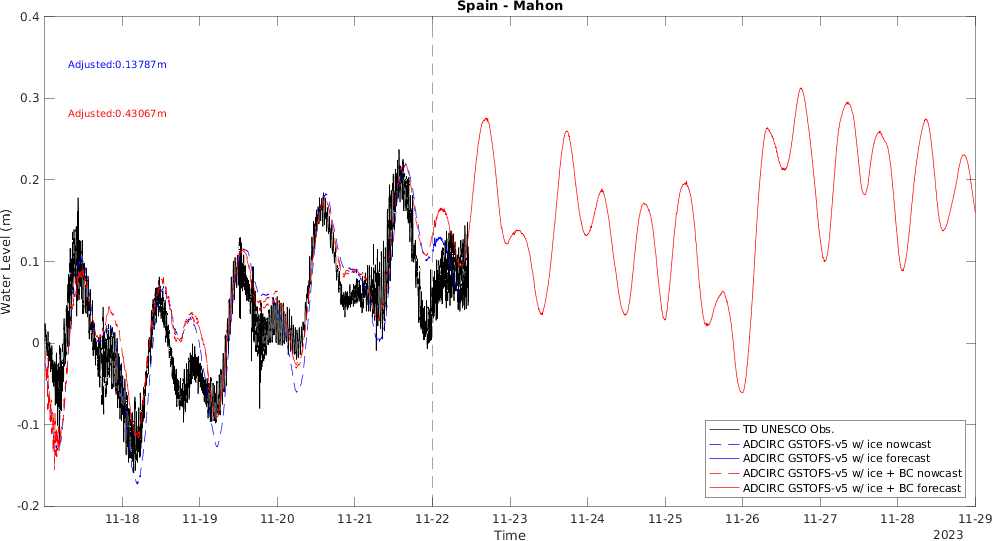 Spain - Mahon
0.4
0.3
0.2
0.1
0
-0.1
-0.2
Water Level (m)
Adjusted:0.13787m
Adjusted:0.43067m
TD UNESCO Obs.
ADCIRC GSTOFS-v5 w/ ice nowcast
ADCIRC GSTOFS-v5 w/ ice forecast
ADCIRC GSTOFS-v5 w/ ice + BC nowcast
ADCIRC GSTOFS-v5 w/ ice + BC forecast
11-18 11-19 11-20 11-21 11-22 11-23 11-24 11-25 11-26 11-27 11-28 11-29
Time
2023